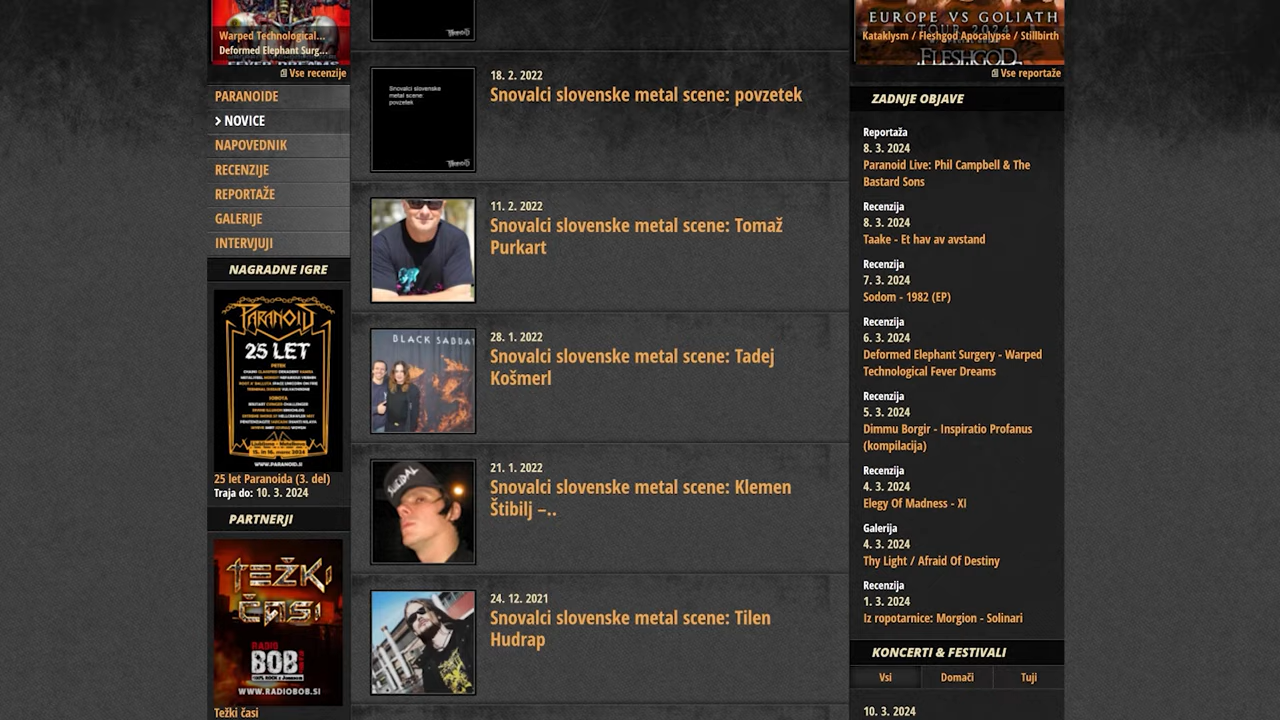 Warped Technological...
Deformed Elephant Surg...
Vse recenzije
PARANOIDE
> NOVICE
NAPOVEDNIK
RECENZIJE
REPORTAŽE
GALERIJE
INTERVJUJI
NAGRADNE IGRE
PARANOID
25 LET
PETEK
SOBOTA
WWW.PARANOID.SI
25 let Paranoida (3. del)
Traja do: 10. 3. 2024
PARTNERJI
TEŽKI
ČASI
RADIO
BOB
WWW.RADIOBOB.SI
Težki časi
18. 2. 2022
Snovalci slovenske metal scene: povzetek
Snovalci slovenske
metal scene:
povzetek
11. 2. 2022
Snovalci slovenske metal scene: Tomaž
Purkart
BLACK SABBAT
28. 1. 2022
Snovalci slovenske metal scene: Tadej
Košmerl
21. 1. 2022
Snovalci slovenske metal scene: Klemen
Štibilj –..
24. 12. 2021
Snovalci slovenske metal scene: Tilen
Hudrap
EUROPE VS GOLIATH
TOUR 2024
Kataklysm / Fleshgod Apocalypse / Stillbirth
FLESHGOD
Vse reportaže
ZADNJE OBJAVE
Reportaža
8. 3. 2024
Paranoid Live: Phil Campbell & The
Bastard Sons
Recenzija
8. 3. 2024
Taake - Et hav av avstand
Recenzija
7. 3. 2024
Sodom - 1982 (EP)
Recenzija
6. 3. 2024
Deformed Elephant Surgery - Warped
Technological Fever Dreams
Recenzija
5. 3. 2024
Dimmu Borgir - Inspiratio Profanus
(kompilacija)
Recenzija
4. 3. 2024
Elegy Of Madness - XI
Galerija
4. 3. 2024
Thy Light / Afraid Of Destiny
Recenzija
1. 3. 2024
Iz ropotarnice: Morgion - Solinari
KONCERTI & FESTIVALI
Vsi
Domači
Tuji
10. 3. 2024